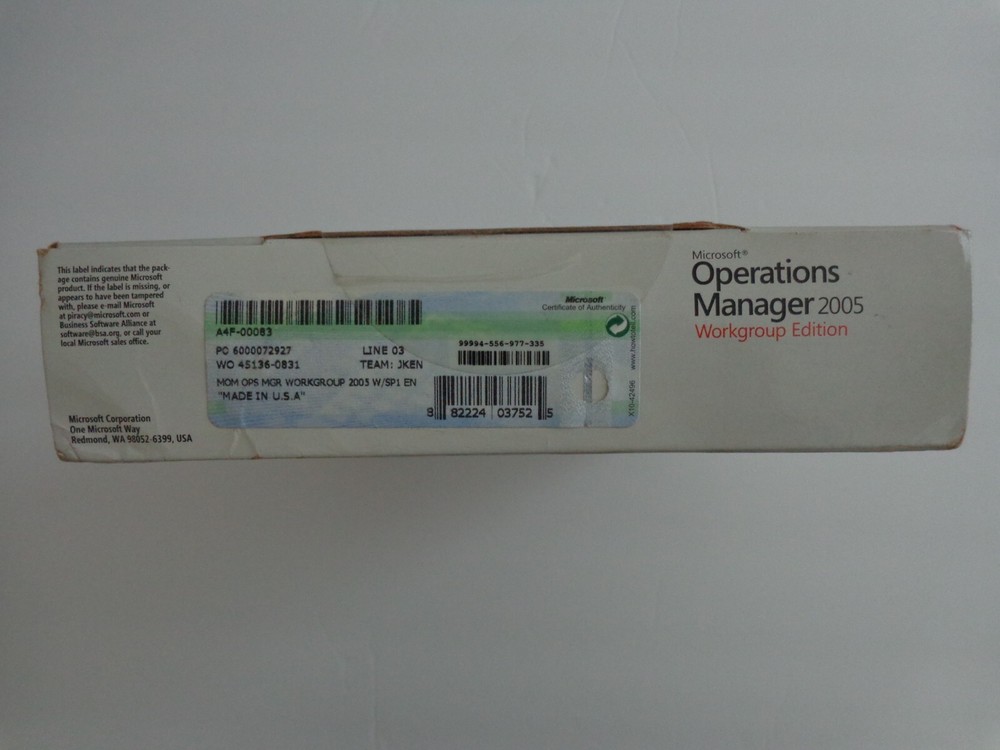 This label indicates that the pack-
age contains genuine Microsoft
product. If the label is missing, or
appears to have been tampered
with, please e-mail Microsoft
at piracy@microsoft.com or
Business Software Alliance at
software@bsa.org, or call your
local Microsoft sales office.
Microsoft Corporation
One Microsoft Way
Redmond, WA 98052-6399, USA
A4F-00083
PC 6000072927 LINE 03
WO 45136-0831 TEAM: JKEN
MOM OPS MGR WORKGROUP 2005 W/SP1 EN
"MADE IN U.S.A"
Microsoft®
Certificate of Authenticity
99994-556-977-335
8 82224 03752 5
X10-42496
Microsoft®
Operations
Manager 2005
Workgroup Edition